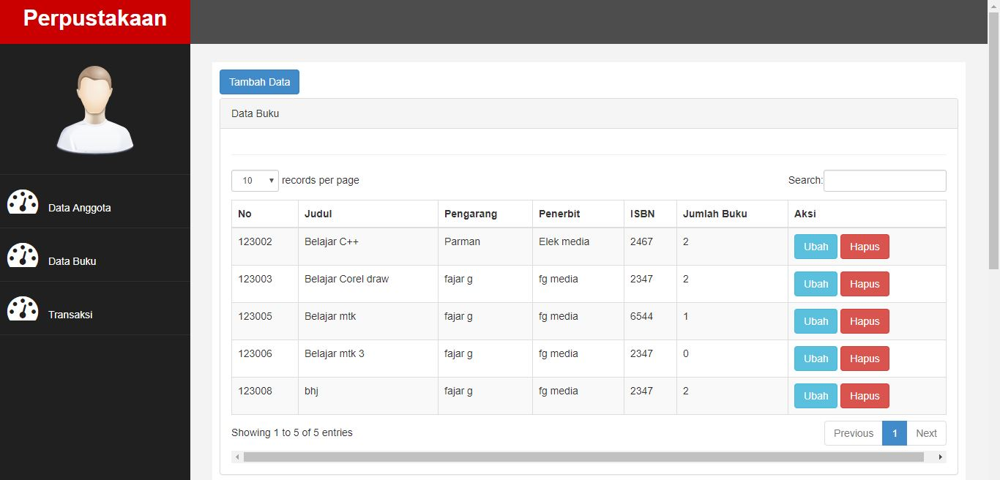 Perpustakaan
Tambah Data
Data Buku
10 records per page Search:
No Judul Pengarang Penerbit ISBN Jumlah Buku Aksi
123002 Belajar C++ Parman Elek media 2467 2 Ubah Hapus
123003 Belajar Corel draw fajar g fg media 2347 2 Ubah Hapus
123005 Belajar mtk fajar g fg media 6544 1 Ubah Hapus
123006 Belajar mtk 3 fajar g fg media 2347 0 Ubah Hapus
123008 bhj fajar g fg media 2347 2 Ubah Hapus
Showing 1 to 5 of 5 entries Previous 1 Next
Data Anggota
Data Buku
Transaksi